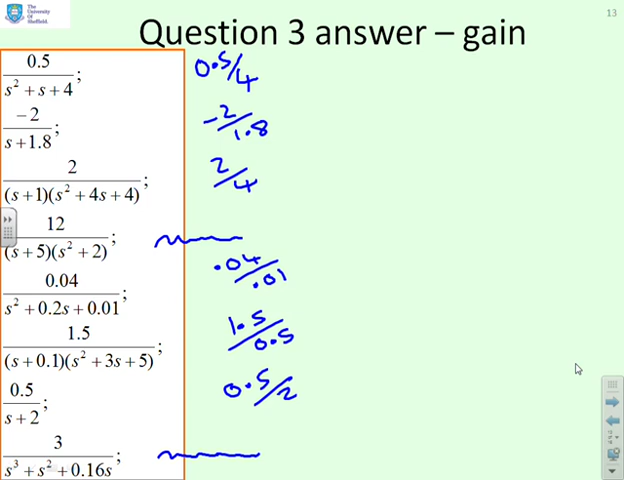 The
University
Of
Sheffield.
13
Question 3 answer – gain
0.5 / (s² + s + 4) ; 0.5/4
-2 / (s + 1.8) ; -2/1.8
2 / ((s + 1)(s² + 4s + 4)) ; 2/4
12 / ((s + 5)(s² + 2)) ;
0.04 / (s² + 0.2s + 0.01) ; .04/.01
1.5 / ((s + 0.1)(s² + 3s + 5)) ; 1.5/0.5
0.5 / (s + 2) ; 0.5/2
3 / (s³ + s² + 0.16s) ;